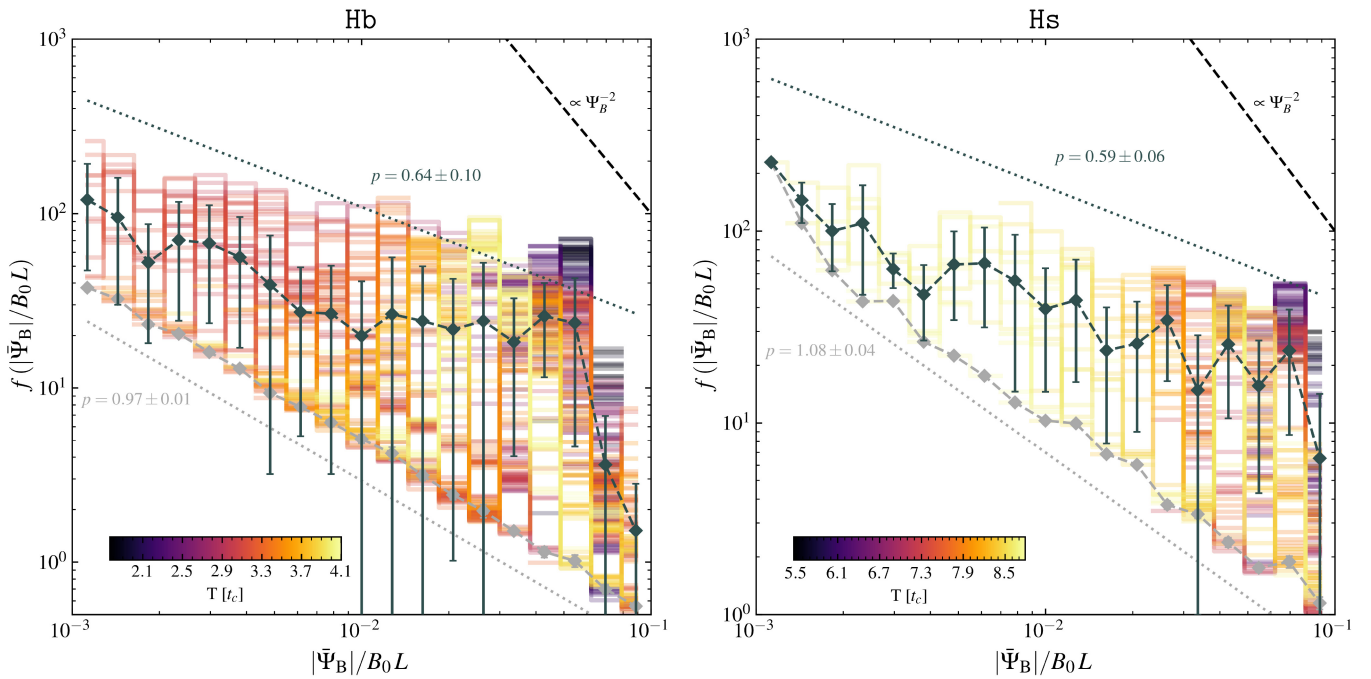 Hb
Hs
10^3
10^2
10^1
10^0
f (|Ψ̄_B|/B_0 L)
∝ Ψ_B^{-2}
p = 0.64 ± 0.10
p = 0.97 ± 0.01
2.1 2.5 2.9 3.3 3.7 4.1
T [t_c]
10^{-3} 10^{-2} 10^{-1}
|Ψ̄_B|/B_0 L
10^3
10^2
10^1
10^0
f (|Ψ̄_B|/B_0 L)
∝ Ψ_B^{-2}
p = 0.59 ± 0.06
p = 1.08 ± 0.04
5.5 6.1 6.7 7.3 7.9 8.5
T [t_c]
10^{-3} 10^{-2} 10^{-1}
|Ψ̄_B|/B_0 L